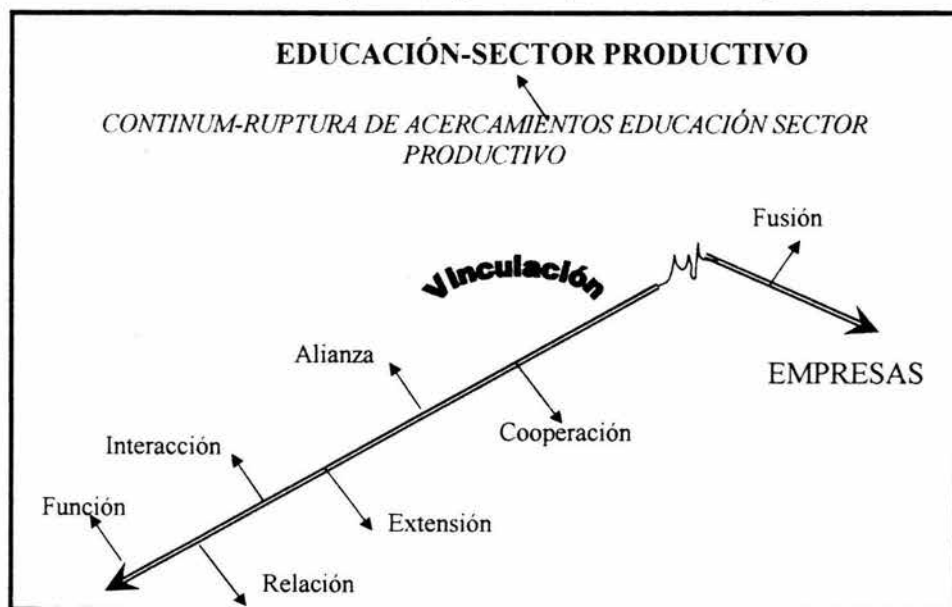 EDUCACIÓN-SECTOR PRODUCTIVO
CONTINUM-RUPTURA DE ACERCAMIENTOS EDUCACIÓN SECTOR
PRODUCTIVO
Fusión
Vinculación
Alianza
EMPRESAS
Cooperación
Interacción
Función
Extensión
Relación